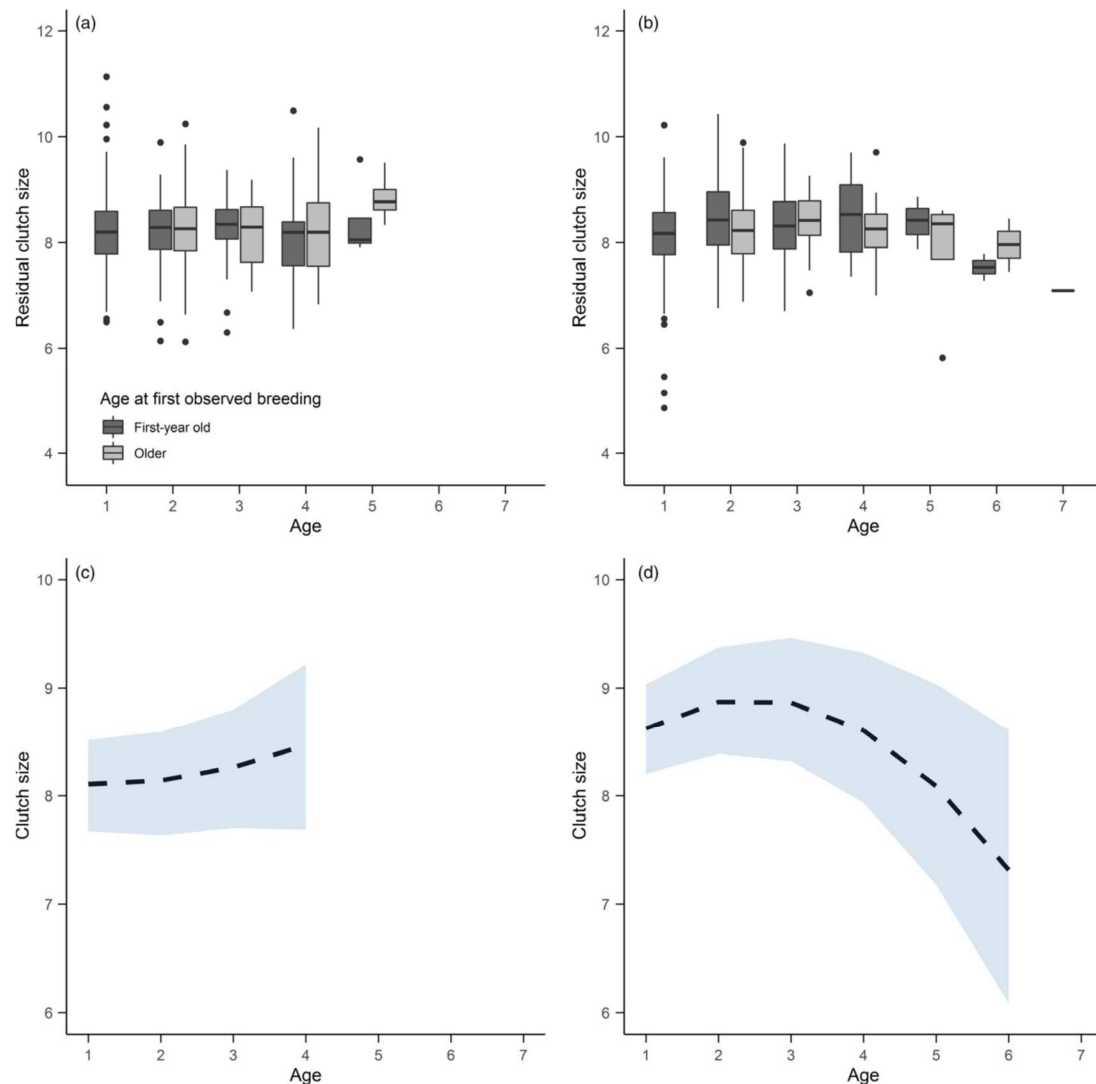 (a)
12
10
8
6
4
Residual clutch size
Age at first observed breeding
First-year old
Older
1 2 3 4 5 6 7
Age
(b)
12
10
8
6
4
Residual clutch size
1 2 3 4 5 6 7
Age
(c)
10
9
8
7
6
Clutch size
1 2 3 4 5 6 7
Age
(d)
10
9
8
7
6
Clutch size
1 2 3 4 5 6 7
Age